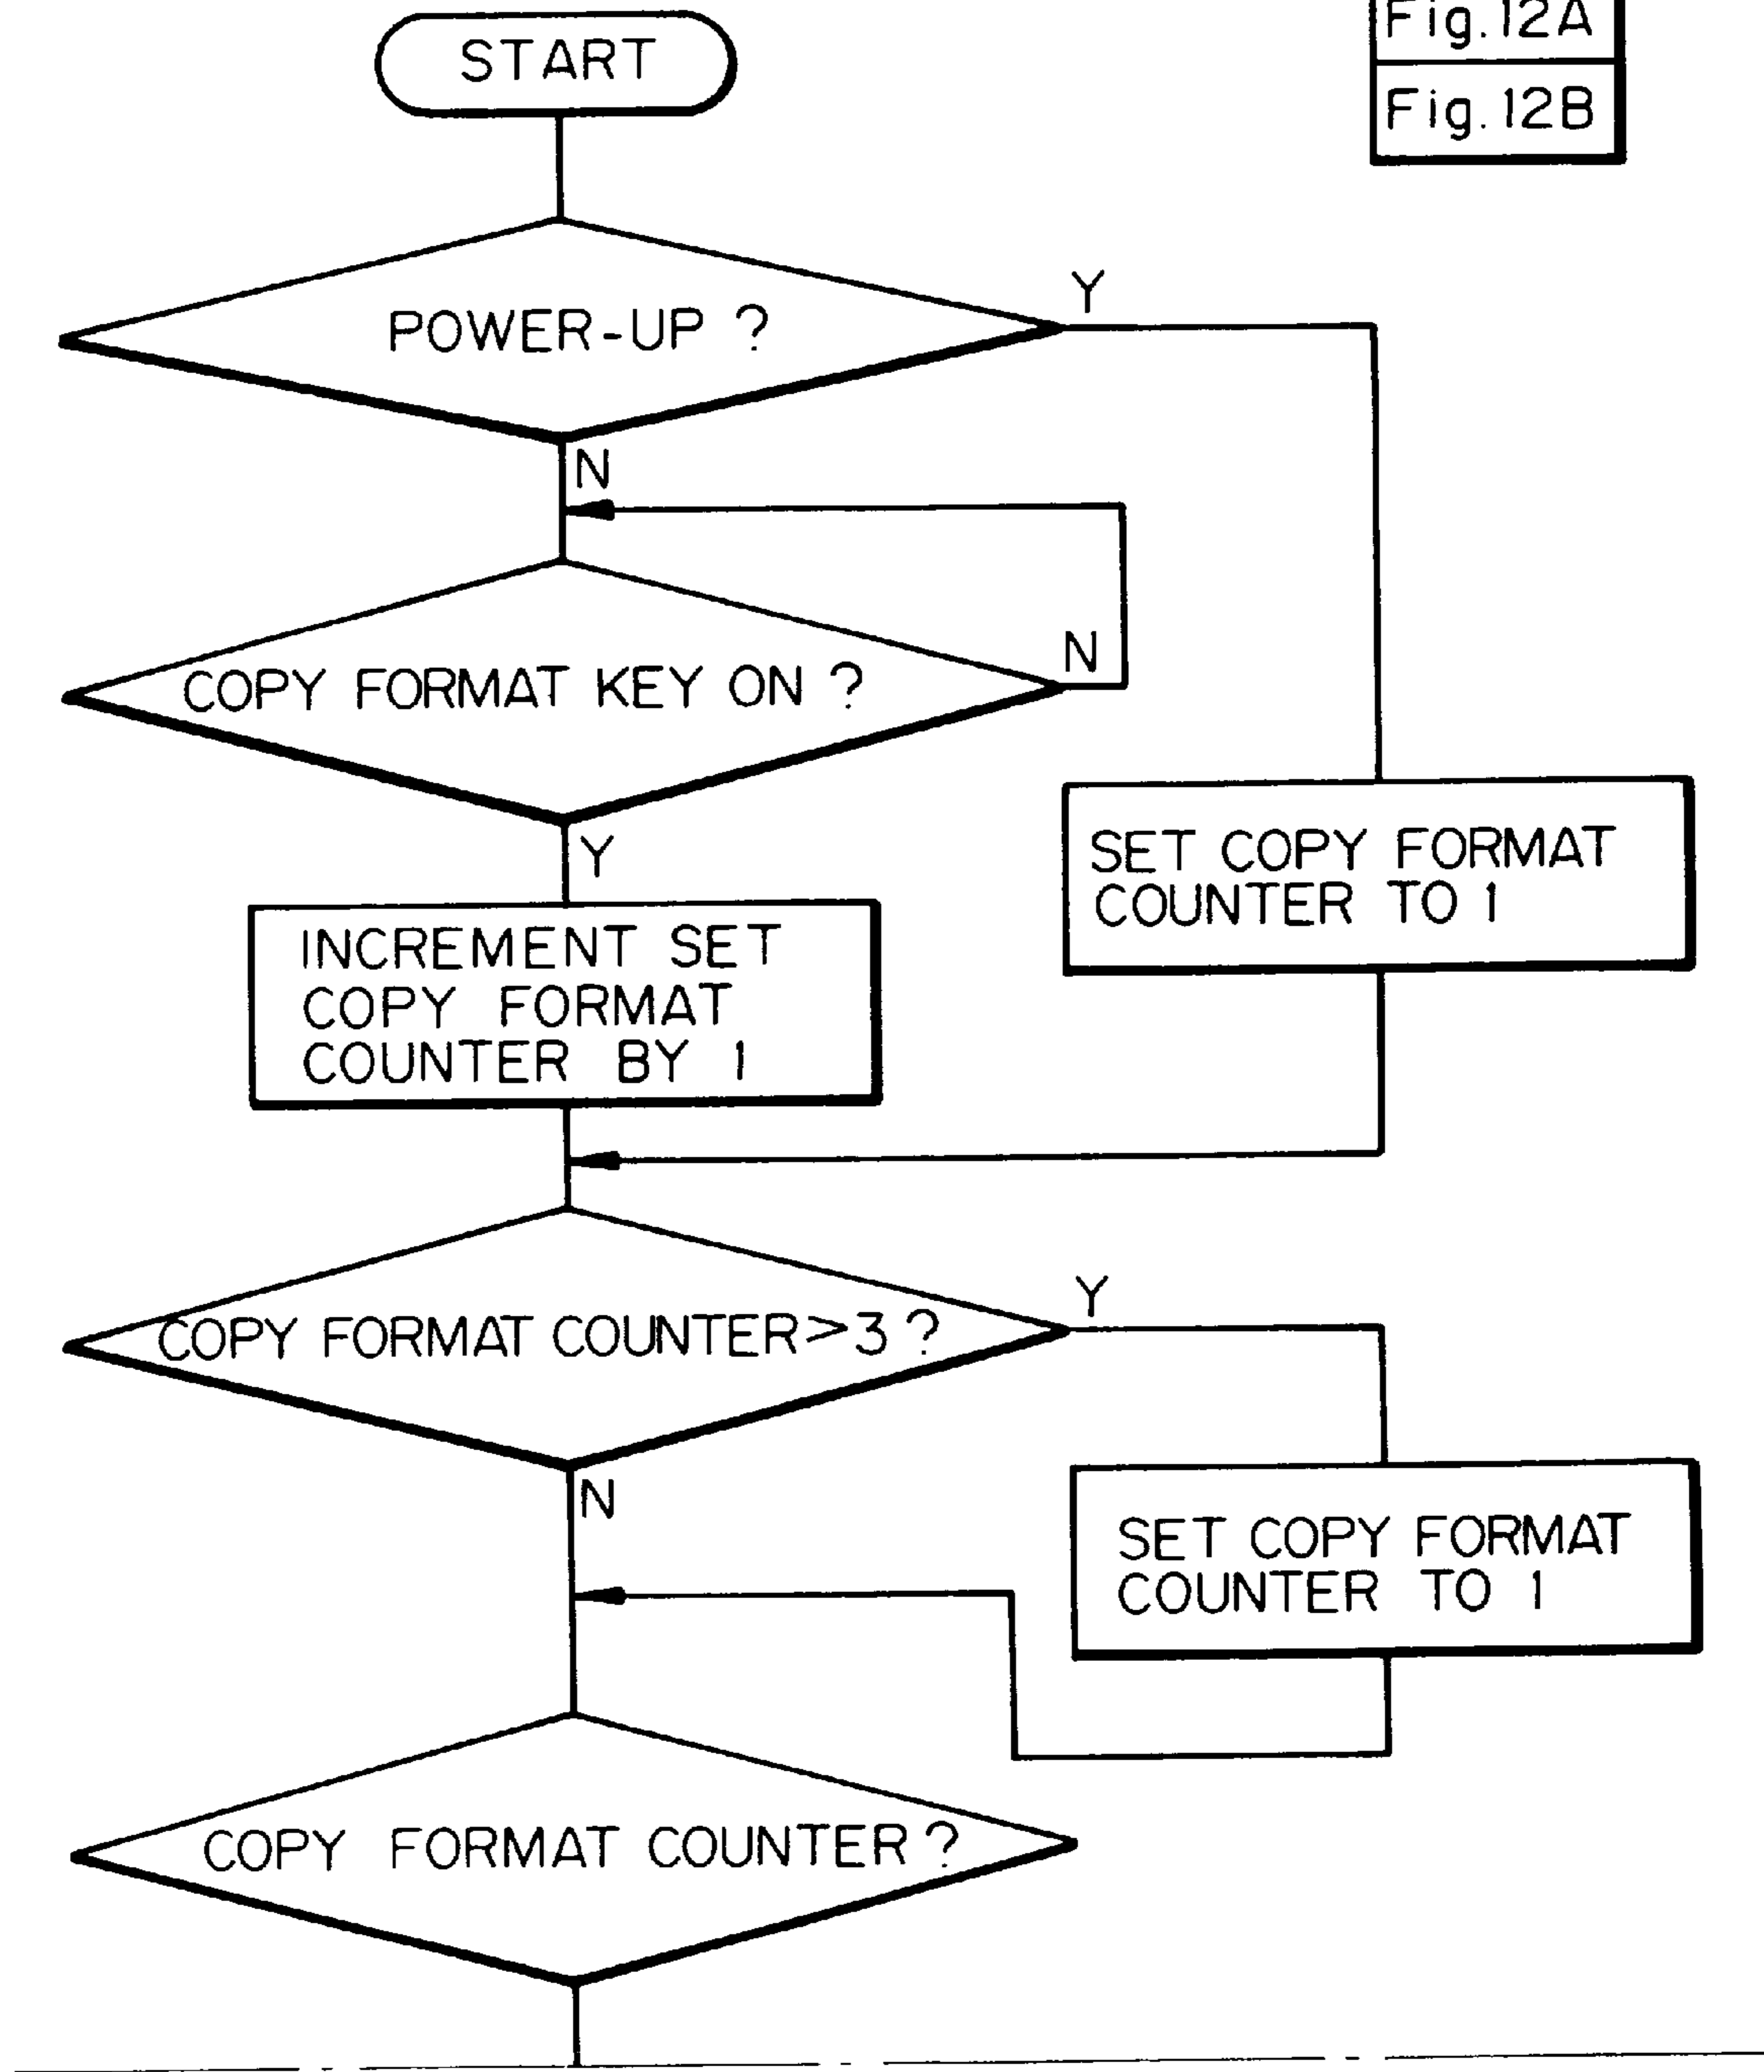 Fig.12A
Fig.12B
START
POWER-UP ?
Y
N
COPY FORMAT KEY ON ?
N
Y
SET COPY FORMAT
COUNTER TO 1
INCREMENT SET
COPY FORMAT
COUNTER BY 1
COPY FORMAT COUNTER>3 ?
Y
N
SET COPY FORMAT
COUNTER TO 1
COPY FORMAT COUNTER ?